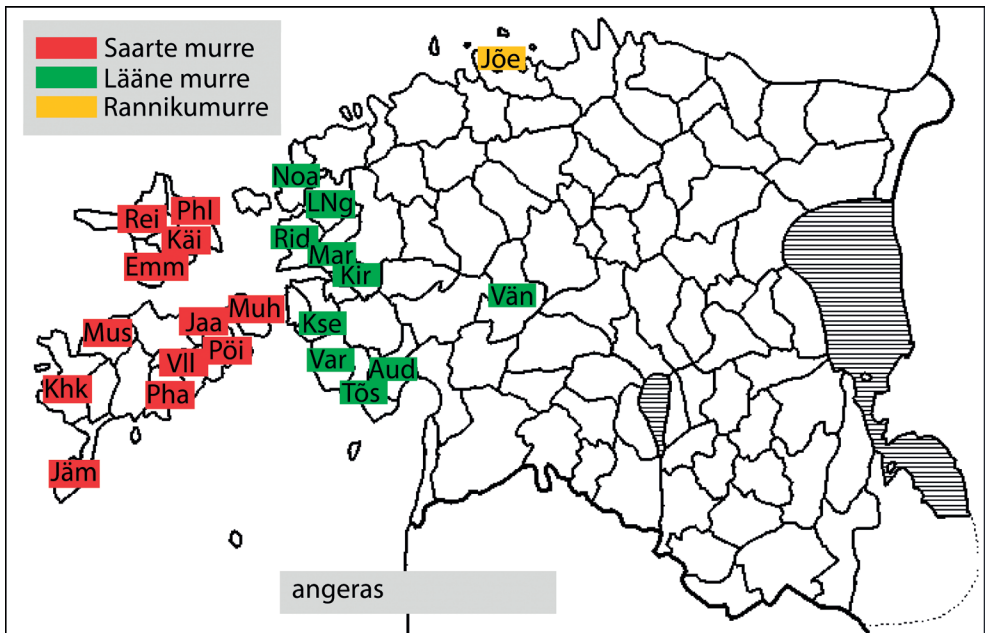 Saarte murre
Lääne murre
Rannikumurre
Jõe
Noa
LNg
Phl
Rei
Käi
Rid
Mar
Emm
Kir
Vän
Muh
Jaa
Kse
Mus
Pöi
Vll
Var
Aud
Khk
Pha
Tõs
Jäm
angeras